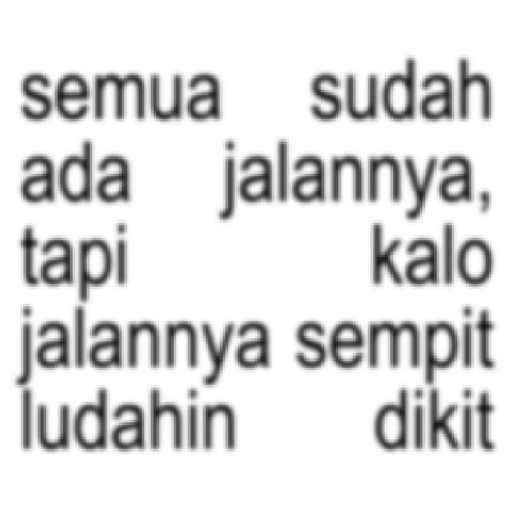 semua sudah
ada jalannya,
tapi kalo
jalannya sempit
ludahin dikit